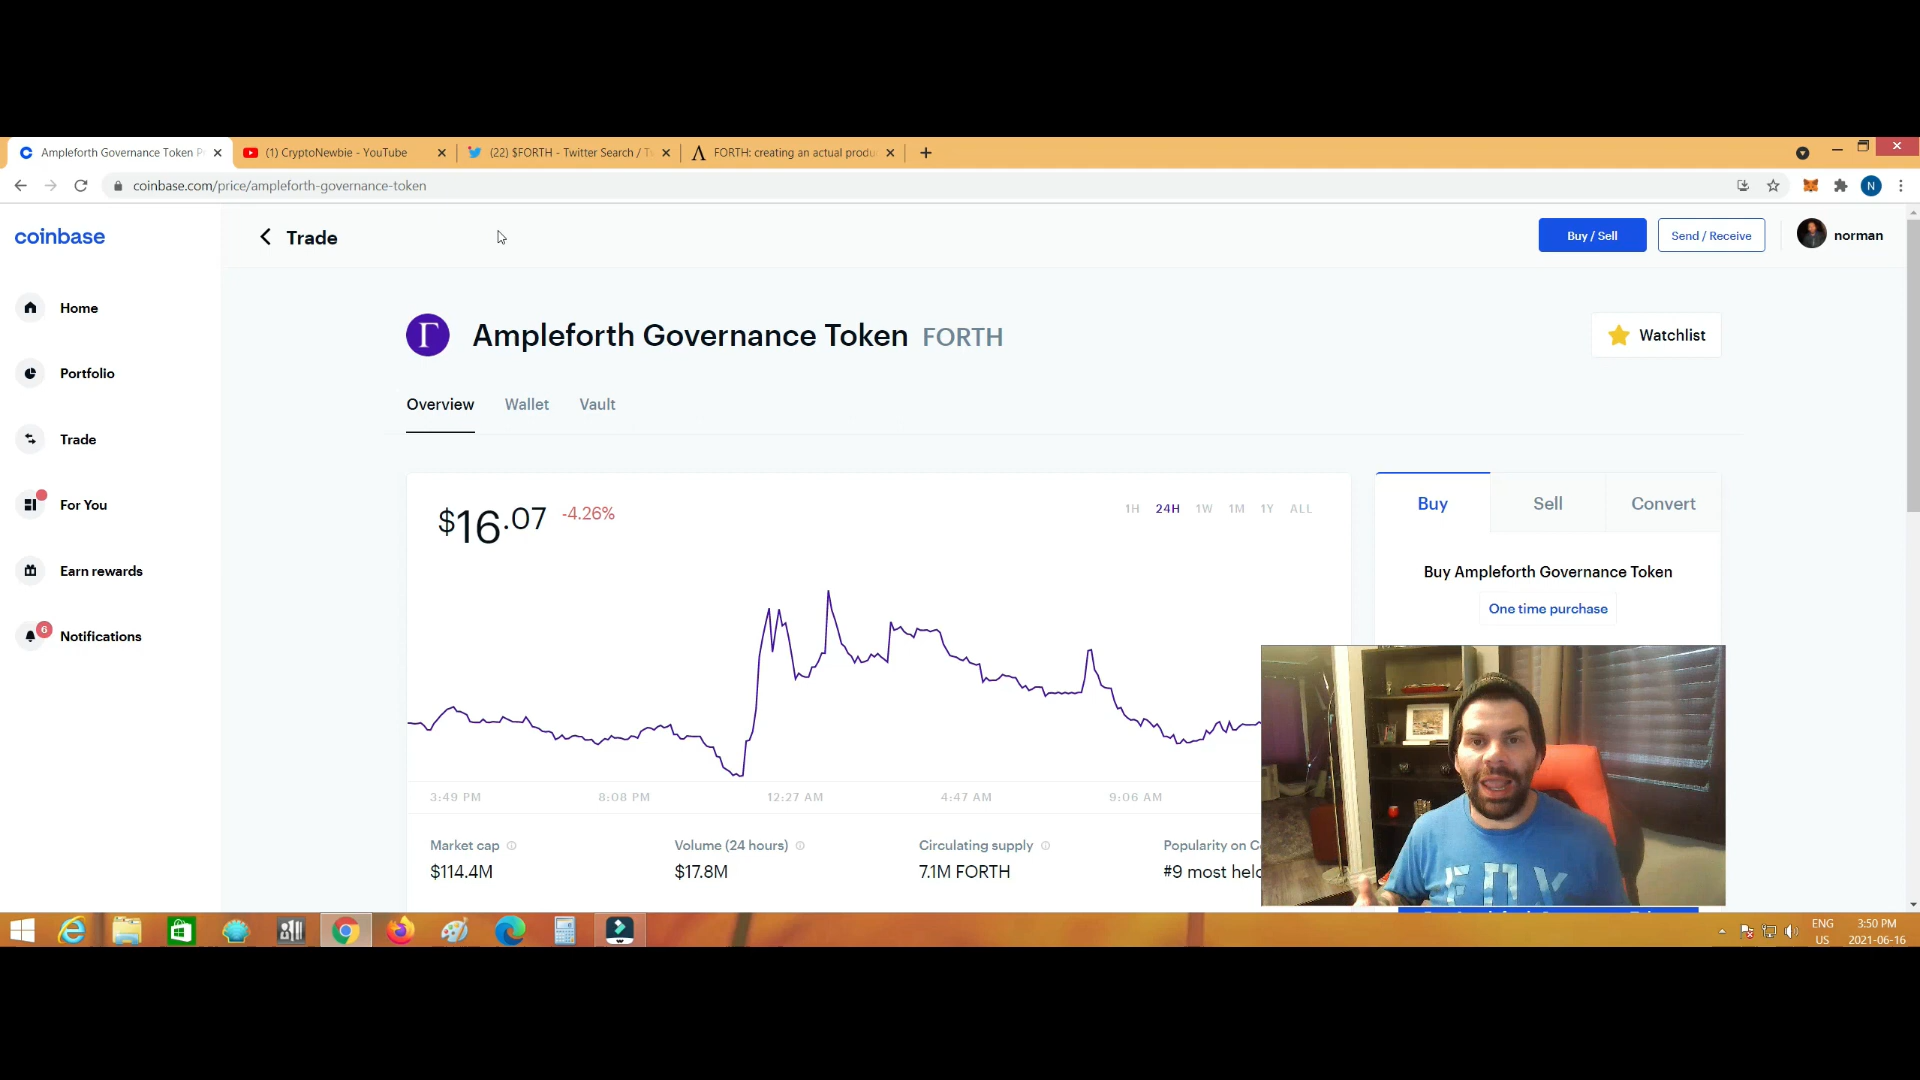 Ampleforth Governance Token P
(1) CryptoNewbie - YouTube
(22) $FORTH - Twitter Search / T
FORTH: creating an actual produ
coinbase.com/price/ampleforth-governance-token
N
coinbase
Trade
Buy / Sell
Send / Receive
norman
Home
Portfolio
Trade
For You
Earn rewards
6
Notifications
Ampleforth Governance Token FORTH
Watchlist
Overview
Wallet
Vault
$16.07 -4.26%
1H 24H 1W 1M 1Y ALL
Buy
Sell
Convert
Buy Ampleforth Governance Token
One time purchase
3:49 PM
8:08 PM
12:27 AM
4:47 AM
9:06 AM
Market cap
$114.4M
Volume (24 hours)
$17.8M
Circulating supply
7.1M FORTH
Popularity on C
#9 most held
FOX
ENG
US
3:50 PM
2021-06-16